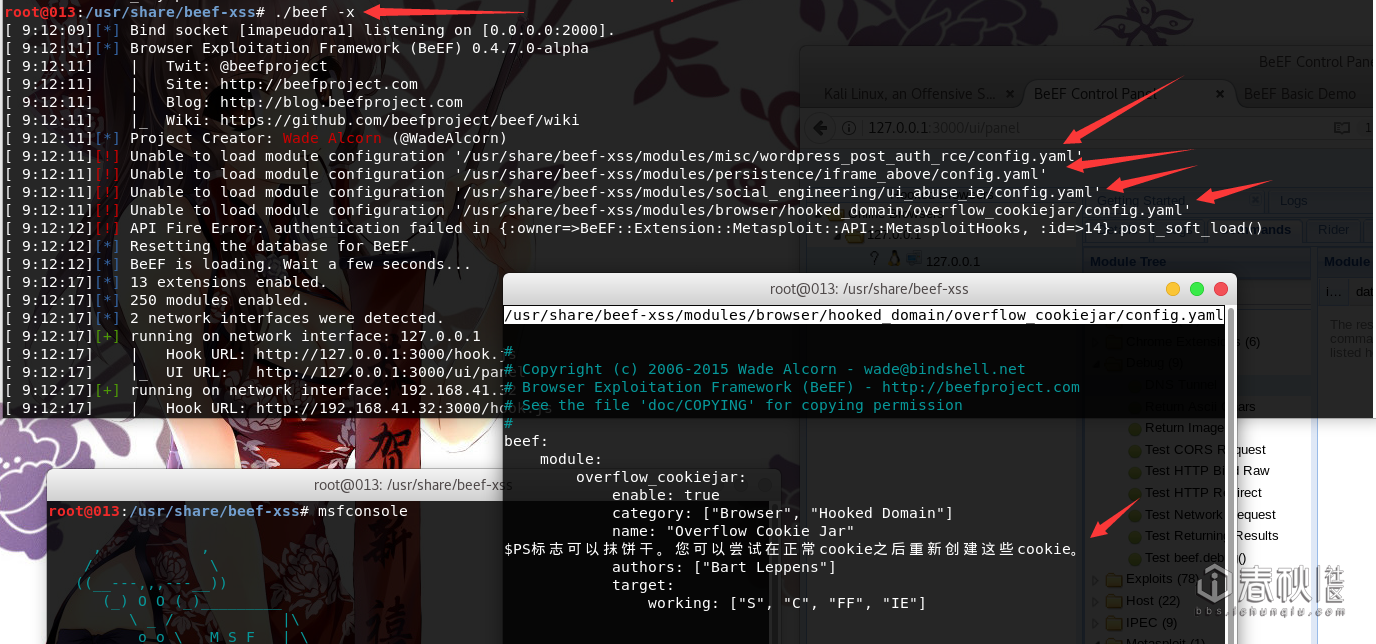 root@013:/usr/share/beef-xss# ./beef -x
[ 9:12:09][*] Bind socket [imapeudora1] listening on [0.0.0.0:2000].
[ 9:12:11][*] Browser Exploitation Framework (BeEF) 0.4.7.0-alpha
[ 9:12:11]    |   Twit: @beefproject
[ 9:12:11]    |   Site: http://beefproject.com
[ 9:12:11]    |   Blog: http://blog.beefproject.com
[ 9:12:11]    |_  Wiki: https://github.com/beefproject/beef/wiki
[ 9:12:11][*] Project Creator: Wade Alcorn (@WadeAlcorn)
[ 9:12:11][!] Unable to load module configuration '/usr/share/beef-xss/modules/misc/wordpress_post_auth_rce/config.yaml'
[ 9:12:11][!] Unable to load module configuration '/usr/share/beef-xss/modules/persistence/iframe_above/config.yaml'
[ 9:12:11][!] Unable to load module configuration '/usr/share/beef-xss/modules/social_engineering/ui_abuse_ie/config.yaml'
[ 9:12:11][!] Unable to load module configuration '/usr/share/beef-xss/modules/browser/hooked_domain/overflow_cookiejar/config.yaml'
[ 9:12:12][!] API Fire Error: authentication failed in {:owner=>BeEF::Extension::Metasploit::API::MetasploitHooks, :id=>14}.post_soft_load()
[ 9:12:12][*] Resetting the database for BeEF.
[ 9:12:12][*] BeEF is loading. Wait a few seconds...
[ 9:12:17][*] 13 extensions enabled.
[ 9:12:17][*] 250 modules enabled.
[ 9:12:17][*] 2 network interfaces were detected.
[ 9:12:17][+] running on network interface: 127.0.0.1
[ 9:12:17]    |   Hook URL: http://127.0.0.1:3000/hook.j
[ 9:12:17]    |_  UI URL:   http://127.0.0.1:3000/ui/pan
[ 9:12:17][+] running on network interface: 192.168.41.3
[ 9:12:17]    |   Hook URL: http://192.168.41.32:3000/ho
BeEF Control Pane
Kali Linux, an Offensive S...
BeEF Control Panel
BeEF Basic Demo
127.0.0.1:3000/ui/panel
Getting Started
Logs
Rider
127.0.0.1
127.0.0.1
Module Tree
Module
root@013: /usr/share/beef-xss
/usr/share/beef-xss/modules/browser/hooked_domain/overflow_cookiejar/config.yaml
#
# Copyright (c) 2006-2015 Wade Alcorn - wade@bindshell.net
# Browser Exploitation Framework (BeEF) - http://beefproject.com
# See the file 'doc/COPYING' for copying permission
#
beef:
    module:
        overflow_cookiejar:
            enable: true
            category: ["Browser", "Hooked Domain"]
            name: "Overflow Cookie Jar"
$PS标志可以抹饼干。您可以尝试在正常cookie之后重新创建这些cookie。
            authors: ["Bart Leppens"]
            target:
                working: ["S", "C", "FF", "IE"]
Return Image
Test CORS Request
Test HTTP Bind Raw
Test HTTP Redirect
Test Network Request
Test Returning Results
Test beef.debug()
Exploits (78)
Host (22)
IPEC (9)
Metasploit (1)
root@013: /usr/share/beef-xss
root@013:/usr/share/beef-xss# msfconsole
M S F
贺
新
禧
春秋社区
bbs.ichunqiu.com